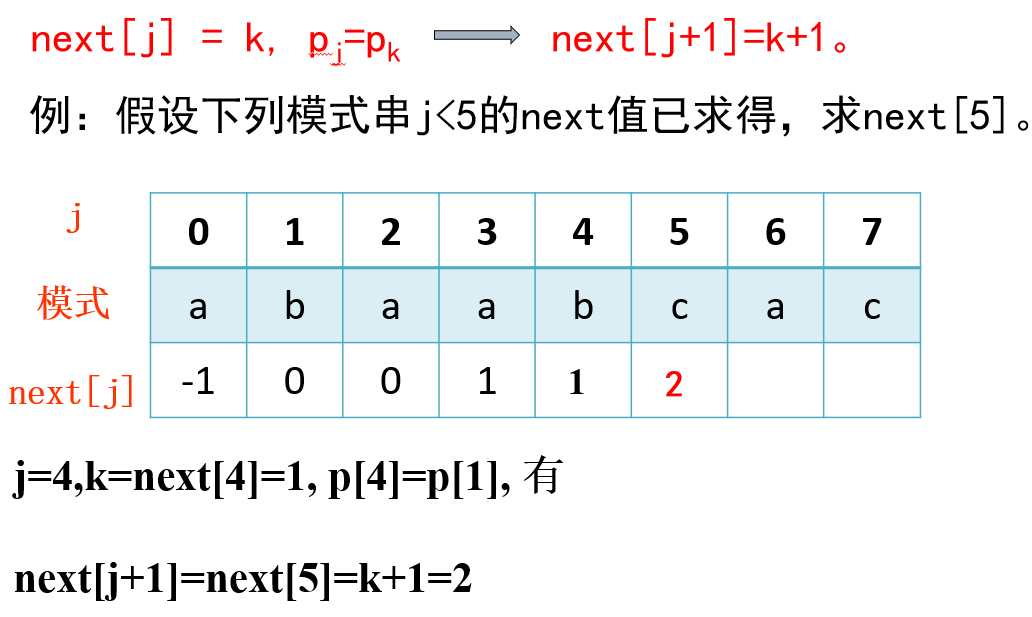 next[j] = k, pj=pk next[j+1]=k+1。
例：假设下列模式串j<5的next值已求得，求next[5]。
j 0 1 2 3 4 5 6 7
模式 a b a a b c a c
next[j] -1 0 0 1 1 2
j=4,k=next[4]=1, p[4]=p[1], 有
next[j+1]=next[5]=k+1=2